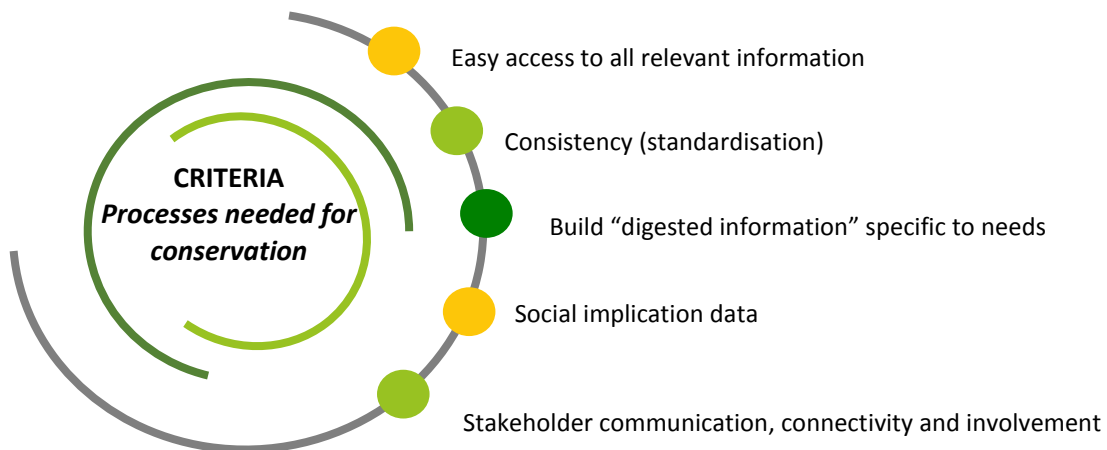 Easy access to all relevant information
Consistency (standardisation)
CRITERIA
Processes needed for
conservation
Build “digested information” specific to needs
Social implication data
Stakeholder communication, connectivity and involvement